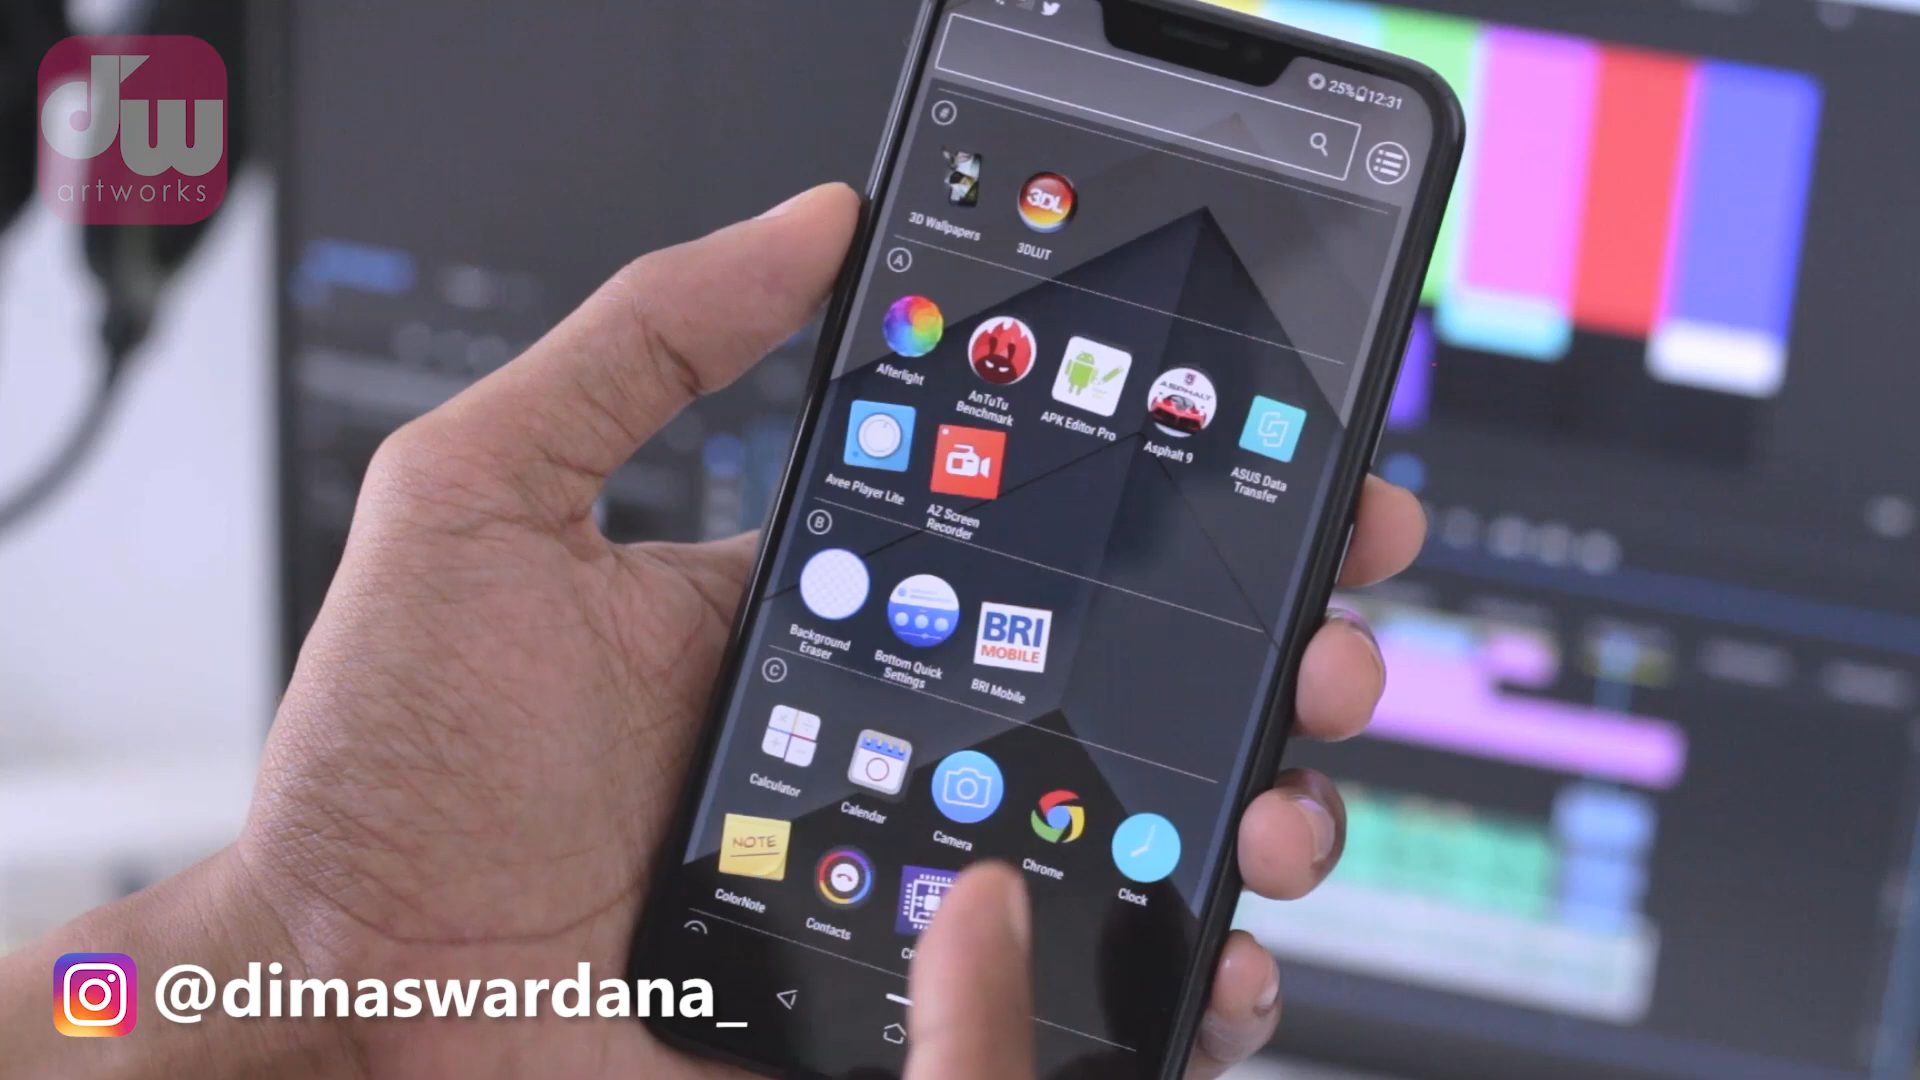 dw
artworks
25% 12:31
#
3D Wallpapers
3DLUT
3DL
A
Afterlight
AnTuTu
Benchmark
APK Editor Pro
ASPHALT
Asphalt 9
ASUS Data
Transfer
Avee Player Lite
AZ Screen
Recorder
B
Background
Eraser
Bottom Quick
Settings
BRI
MOBILE
BRI Mobile
C
Calculator
Calendar
Camera
Chrome
Clock
NOTE
ColorNote
Contacts
@dimaswardana_